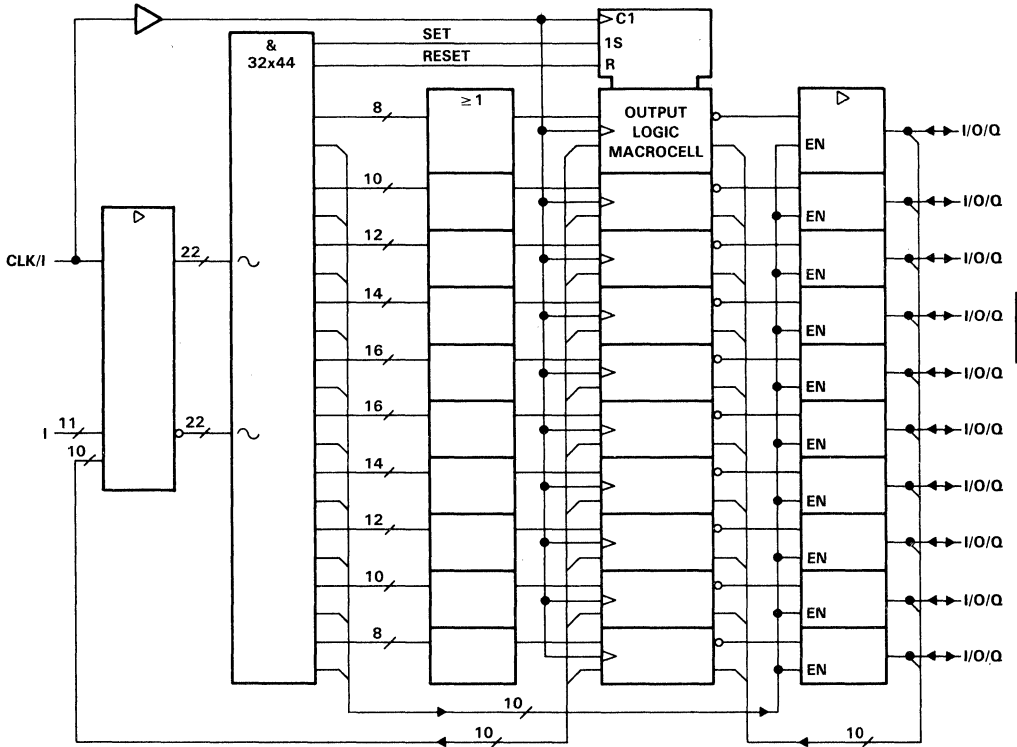 C1
&
32x44
SET
1S
RESET
R
8
≥1
OUTPUT
LOGIC
MACROCELL
I/O/Q
EN
10
I/O/Q
EN
12
CLK/I
22
I/O/Q
EN
14
I/O/Q
EN
16
I/O/Q
EN
16
I
11
22
I/O/Q
10
EN
14
I/O/Q
EN
12
I/O/Q
EN
10
I/O/Q
EN
8
I/O/Q
EN
10
10
10